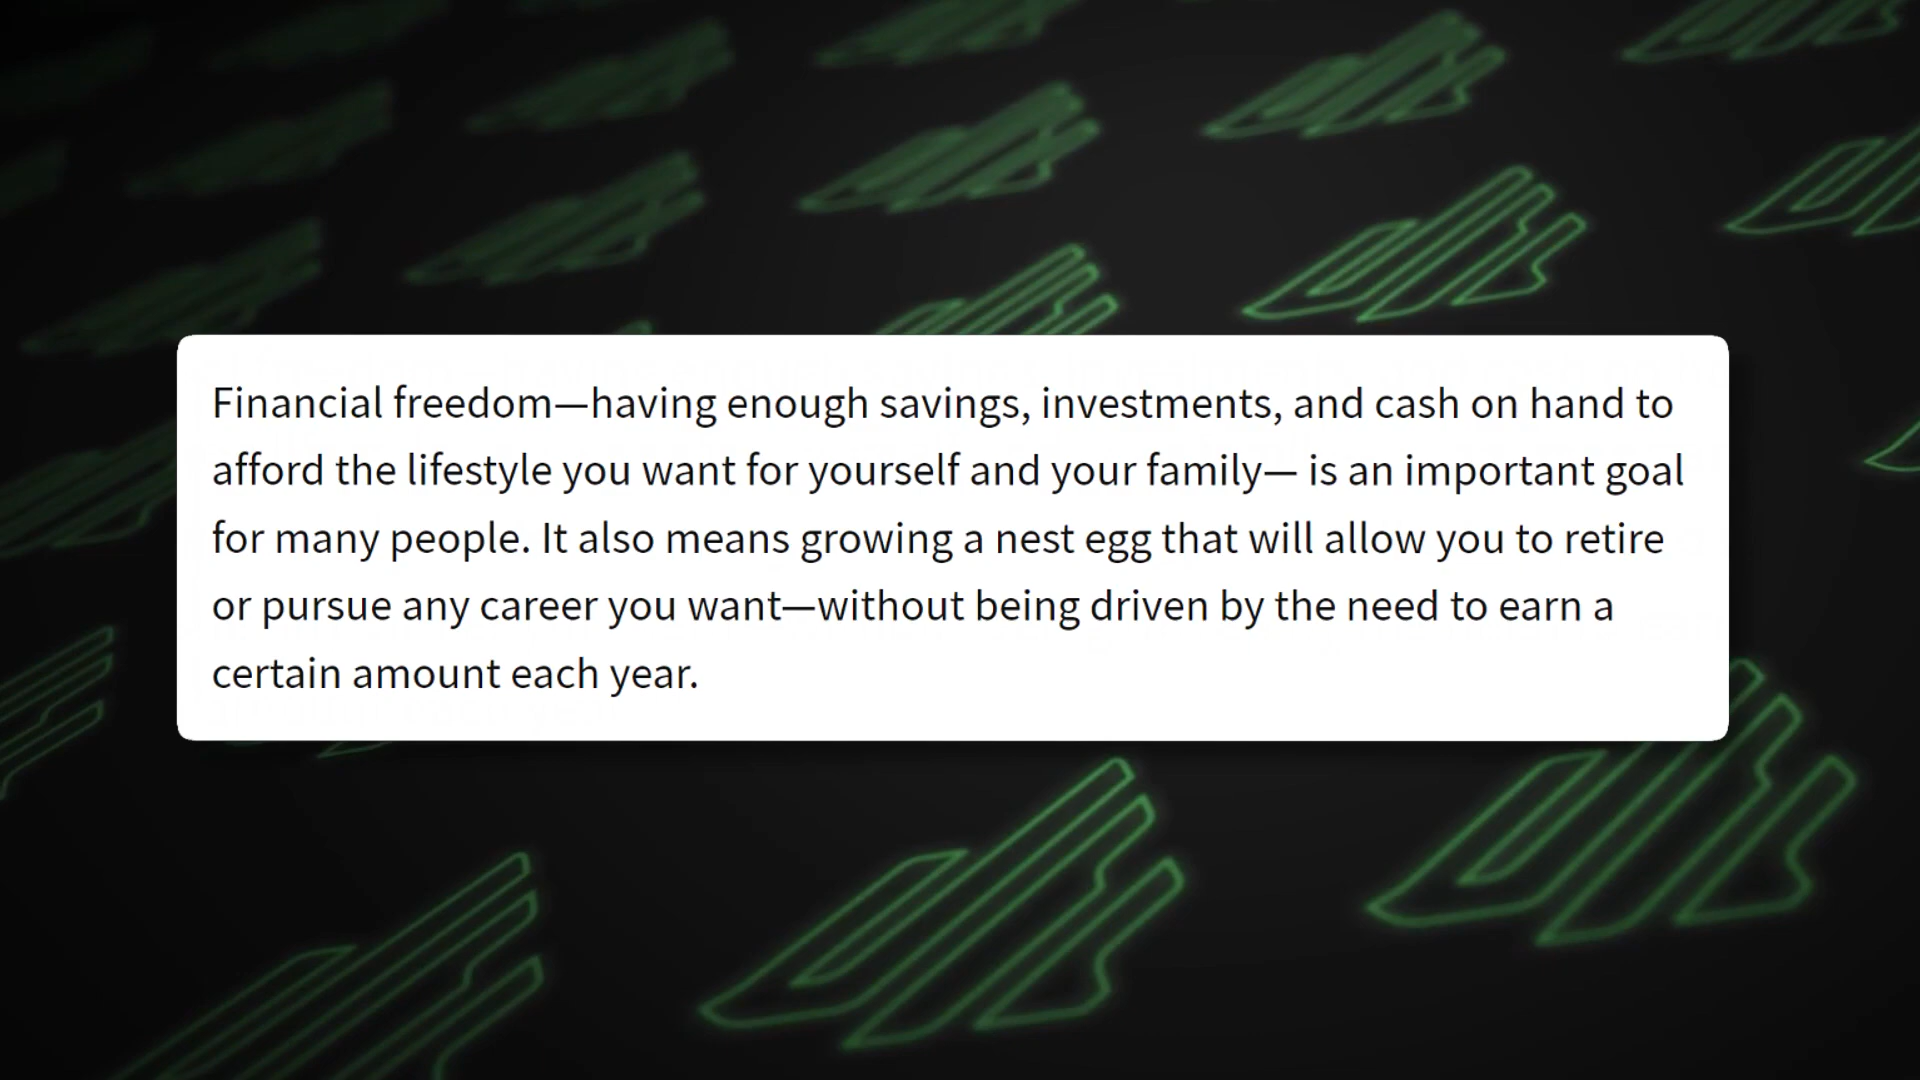 Financial freedom—having enough savings, investments, and cash on hand to
afford the lifestyle you want for yourself and your family— is an important goal
for many people. It also means growing a nest egg that will allow you to retire
or pursue any career you want—without being driven by the need to earn a
certain amount each year.